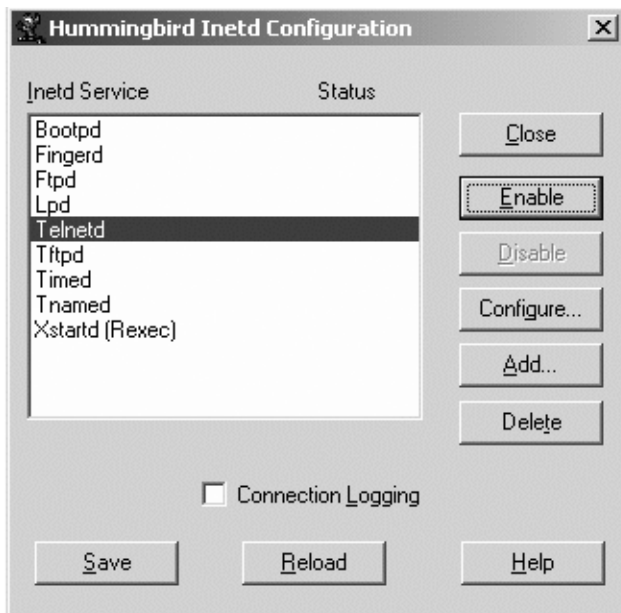 Hummingbird Inetd Configuration
Inetd Service Status
Bootpd
Fingerd
Ftpd
Lpd
Telnetd
Tftpd
Timed
Tnamed
Xstartd (Rexec)
Close
Enable
Disable
Configure...
Add...
Delete
Connection Logging
Save Reload Help